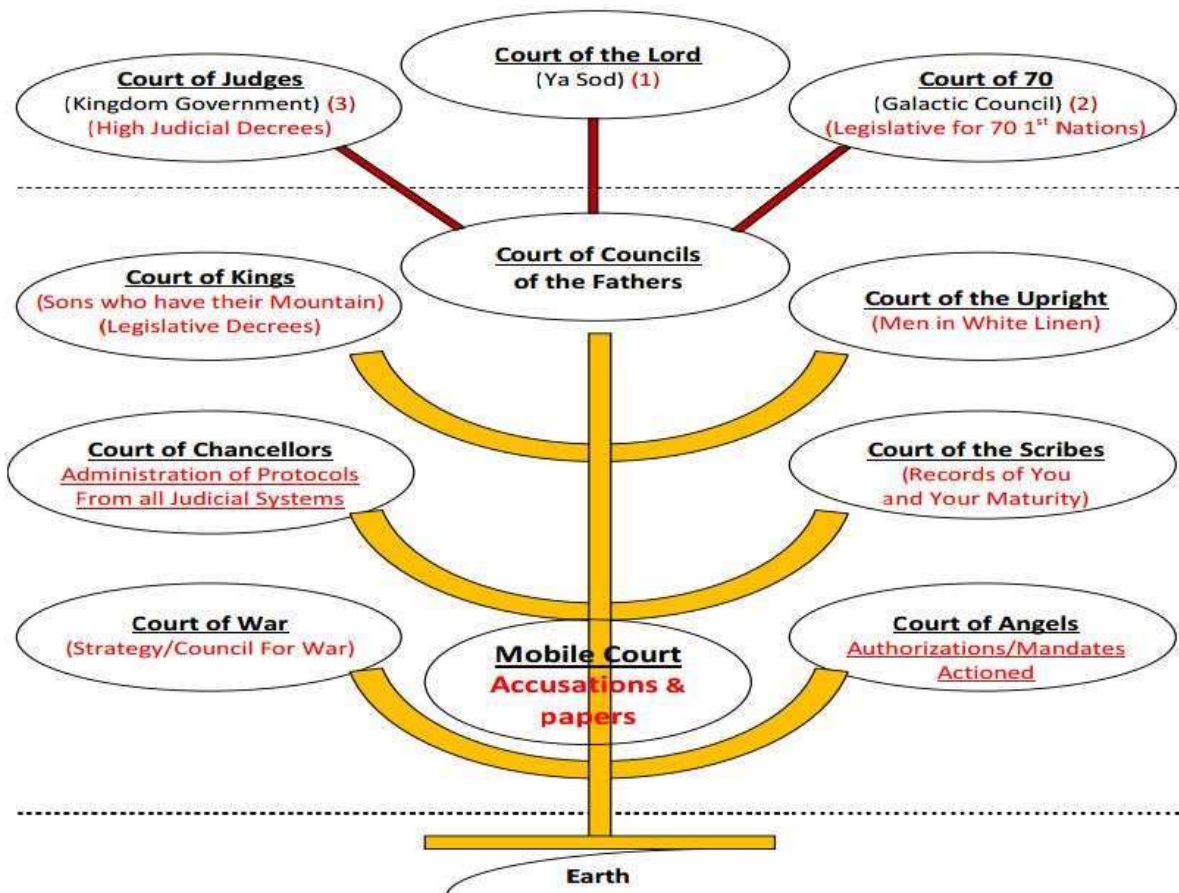 Court of the Lord
(Ya Sod) (1)
Court of Judges
(Kingdom Government) (3)
(High Judicial Decrees)
Court of 70
(Galactic Council) (2)
(Legislative for 70 1st Nations)
Court of Councils
of the Fathers
Court of Kings
(Sons who have their Mountain)
(Legislative Decrees)
Court of the Upright
(Men in White Linen)
Court of Chancellors
Administration of Protocols
From all Judicial Systems
Court of the Scribes
(Records of You
and Your Maturity)
Court of War
(Strategy/Council For War)
Mobile Court
Accusations &
papers
Court of Angels
Authorizations/Mandates
Actioned
Earth